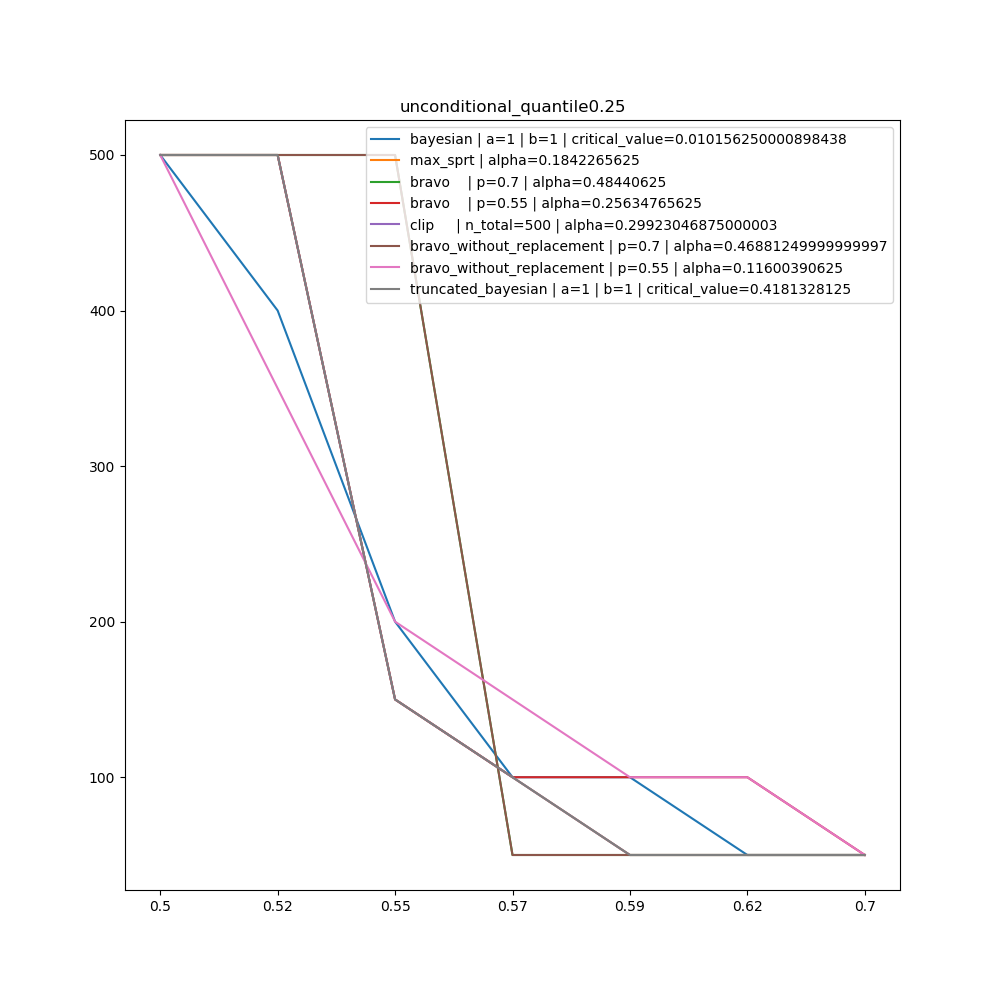 unconditional_quantile0.25
bayesian | a=1 | b=1 | critical_value=0.010156250000898438
max_sprt | alpha=0.1842265625
bravo | p=0.7 | alpha=0.48440625
bravo | p=0.55 | alpha=0.25634765625
clip | n_total=500 | alpha=0.29923046875000003
bravo_without_replacement | p=0.7 | alpha=0.46881249999999997
bravo_without_replacement | p=0.55 | alpha=0.11600390625
truncated_bayesian | a=1 | b=1 | critical_value=0.4181328125
500
400
300
200
100
0.5 0.52 0.55 0.57 0.59 0.62 0.7